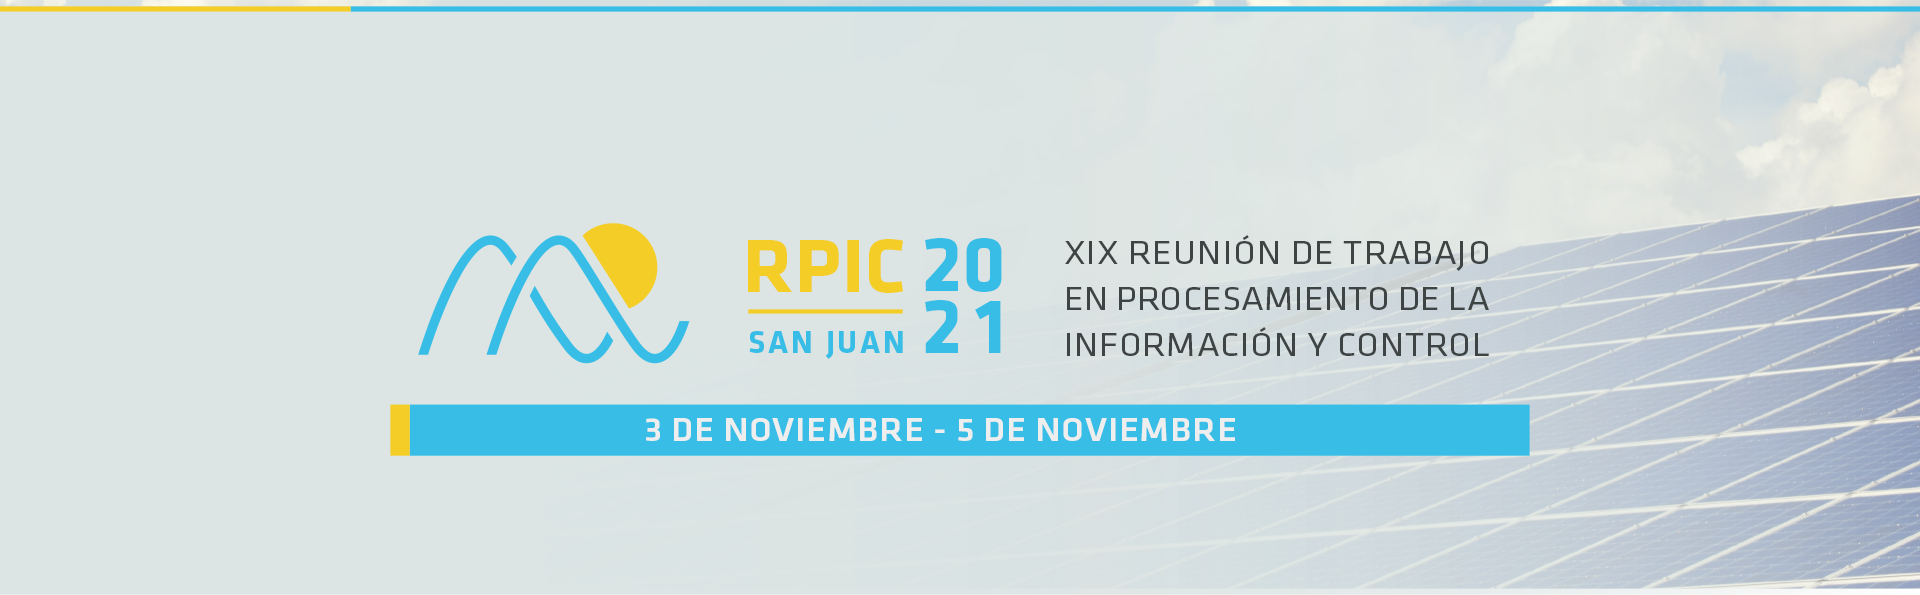 RPIC 20
SAN JUAN 21
XIX REUNIÓN DE TRABAJO
EN PROCESAMIENTO DE LA
INFORMACIÓN Y CONTROL
3 DE NOVIEMBRE - 5 DE NOVIEMBRE